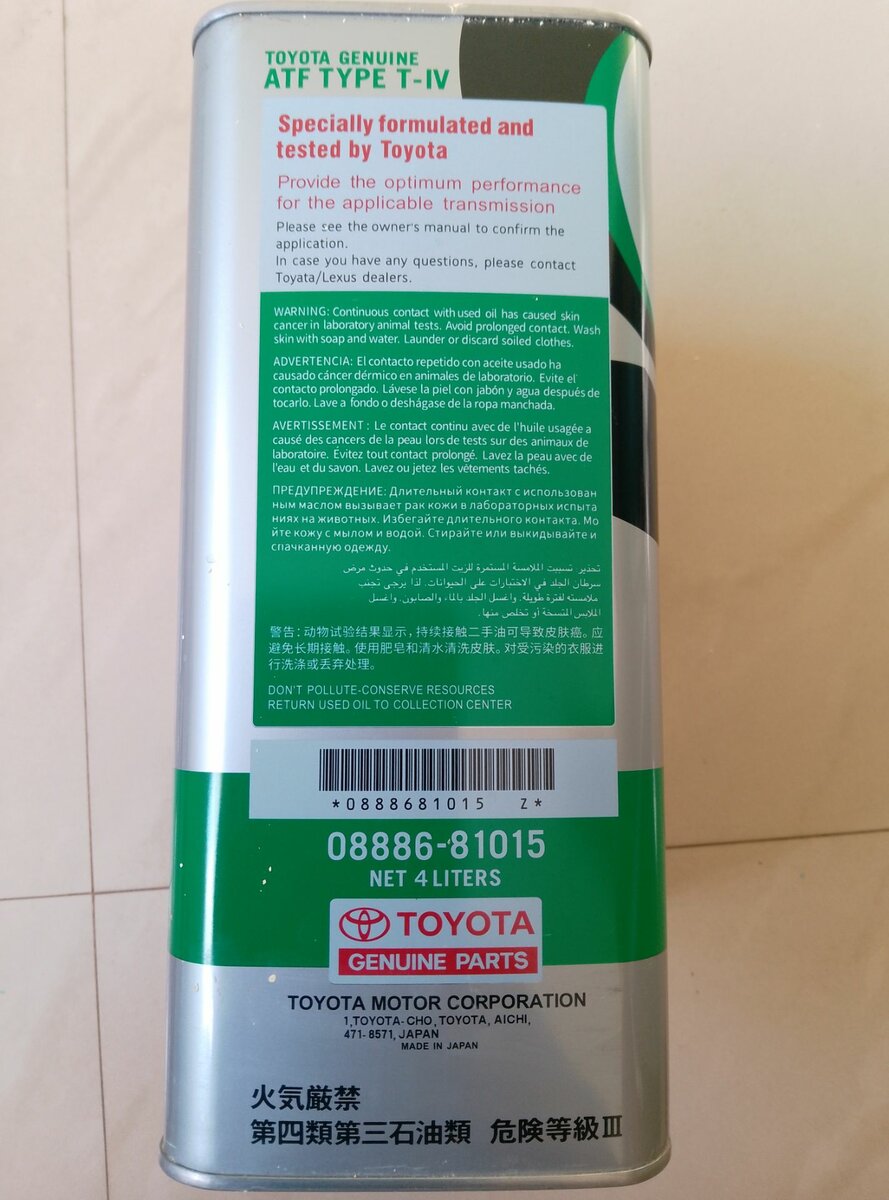 TOYOTA GENUINE
ATF TYPE T-IV
Specially formulated and
tested by Toyota
Provide the optimum performance
for the applicable transmission
Please see the owner's manual to confirm the
application.
In case you have any questions, please contact
Toyata/Lexus dealers.
WARNING: Continuous contact with used oil has caused skin
cancer in laboratory animal tests. Avoid prolonged contact. Wash
skin with soap and water. Launder or discard soiled clothes.
ADVERTENCIA: El contacto repetido con aceite usado ha
causado cáncer dérmico en animales de laboratorio. Evite el
contacto prolongado. Lávese la piel con jabón y agua después de
tocarlo. Lave a fondo o deshágase de la ropa manchada.
AVERTISSEMENT : Le contact continu avec de l'huile usagée a
causé des cancers de la peau lors de tests sur des animaux de
laboratoire. Évitez tout contact prolongé. Lavez la peau avec de
l'eau et du savon. Lavez ou jetez les vêtements tachés.
ПРЕДУПРЕЖДЕНИЕ: Длительный контакт с использован
ным маслом вызывает рак кожи в лабораторных испыта
ниях на животных. Избегайте длительного контакта. Мо
йте кожу с мылом и водой. Стирайте или выкидывайте и
спачканную одежду.
تحذير تسببت الملامسة المستمرة للزيت المستخدم في حدوث مرض
سرطان الجلد في الاختبارات على الحيوانات. لذا يرجى تجنب
ملامسته لفترة طويلة. واغسل الجلد بالماء والصابون. واغسل
الملابس المتسخة أو تخلص منها.
警告：动物试验结果显示，持续接触二手油可导致皮肤癌。应
避免长期接触。使用肥皂和清水清洗皮肤。对受污染的衣服进
行洗涤或丢弃处理。
DON'T POLLUTE-CONSERVE RESOURCES
RETURN USED OIL TO COLLECTION CENTER
*0888681015 Z*
08886-81015
NET 4 LITERS
TOYOTA
GENUINE PARTS
TOYOTA MOTOR CORPORATION
1,TOYOTA-CHO, TOYOTA, AICHI,
471-8571, JAPAN
MADE IN JAPAN
火気厳禁
第四類第三石油類 危険等級Ⅲ